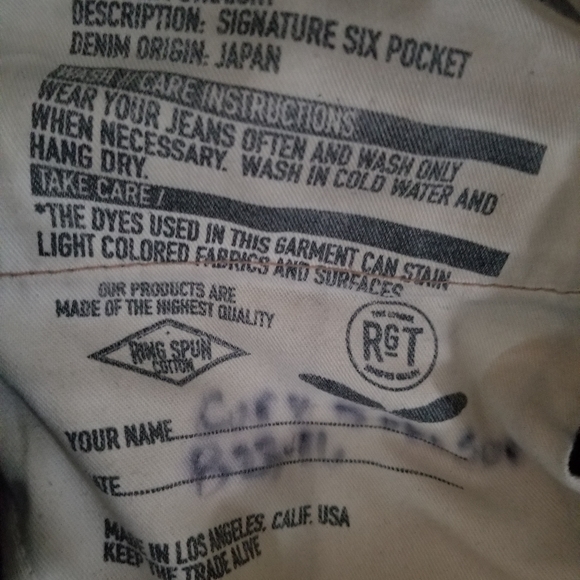 DESCRIPTION: SIGNATURE SIX POCKET
DENIM ORIGIN: JAPAN
WASH / CARE INSTRUCTIONS
WEAR YOUR JEANS OFTEN AND WASH ONLY
WHEN NECESSARY. WASH IN COLD WATER AND
HANG DRY.
TAKE CARE /
*THE DYES USED IN THIS GARMENT CAN STAIN
LIGHT COLORED FABRICS AND SURFACES
OUR PRODUCTS ARE
MADE OF THE HIGHEST QUALITY
RING SPUN
COTTON
RGT
YOUR NAME
MADE IN LOS ANGELES, CALIF. USA
KEEP THE TRADE ALIVE